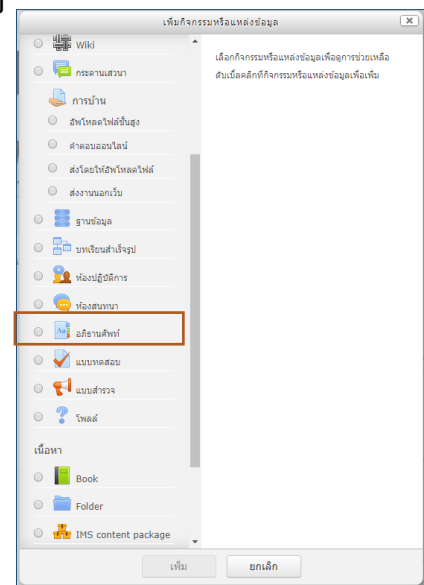 เพิ่มกิจกรรมหรือแหล่งข้อมูล
เลือกกิจกรรมหรือแหล่งข้อมูลเพื่อดูการช่วยเหลือ
ดับเบิ้ลคลิกที่กิจกรรมหรือแหล่งข้อมูลเพื่อเพิ่ม
Wiki
กระดานเสวนา
การบ้าน
อัพโหลดไฟล์ขั้นสูง
คำตอบออนไลน์
ส่งโดยให้อัพโหลดไฟล์
ส่งงานนอกเว็บ
ฐานข้อมูล
บทเรียนสำเร็จรูป
ห้องปฏิบัติการ
ห้องสนทนา
อภิธานศัพท์
แบบทดสอบ
แบบสำรวจ
โพลล์
เนื้อหา
Book
Folder
IMS content package
เพิ่ม
ยกเลิก